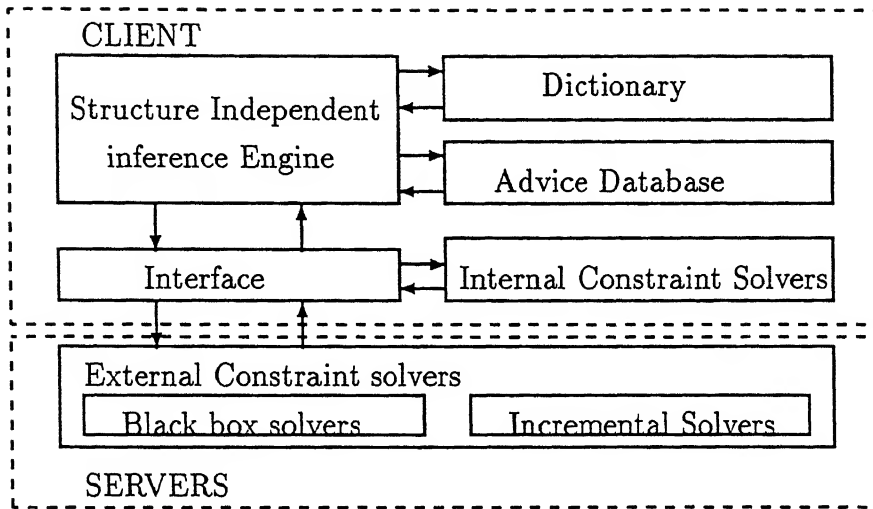 CLIENT
Structure Independent
inference Engine
Dictionary
Advice Database
Interface
Internal Constraint Solvers
External Constraint solvers
Black box solvers
Incremental Solvers
SERVERS